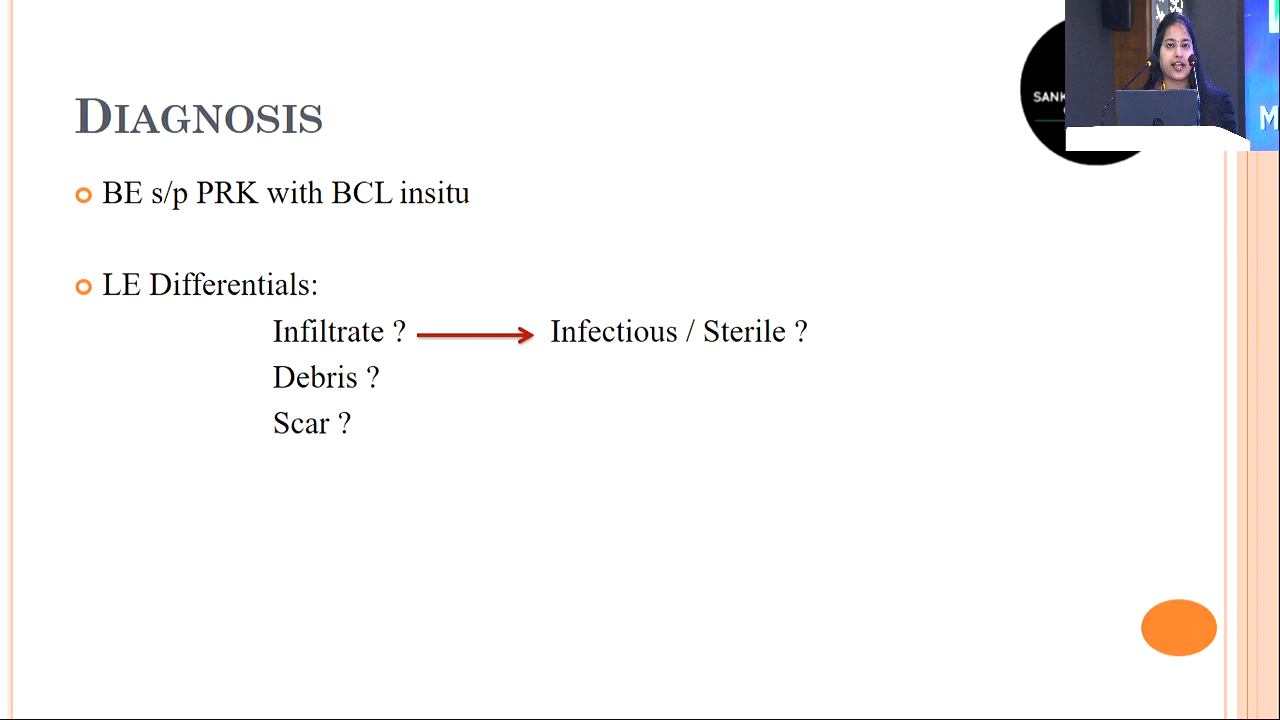 DIAGNOSIS
BE s/p PRK with BCL insitu
LE Differentials:
Infiltrate ? Infectious / Sterile ?
Debris ?
Scar ?
SANK
M